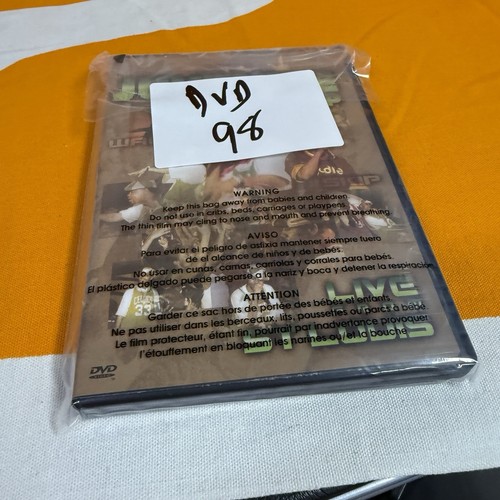 DVD
98
UP
WARNING
Keep this bag away from babies and children.
Do not use in cribs, beds, carriages or playpens.
The thin film may cling to nose and mouth and prevent breathing.
AVISO
Para evitar el peligro de asfixia mantener siempre fuero
de el alcance de niños y de bebés.
No usar en cunas, camas, carriolas y corrales para bebés.
El plástico delgado puede pegarse a la nariz y boca y detener la respiración
LIVE
ATTENTION
Garder ce sac hors de portée des bébés et enfants
Ne pas utiliser dans les berceaux, lits, poussettes ou parcs à bébé
Le film protecteur, étant fin, pourrait par inadvertance provoquer
l'étouffement en bloquant les narines ou/et la bouche
DVD